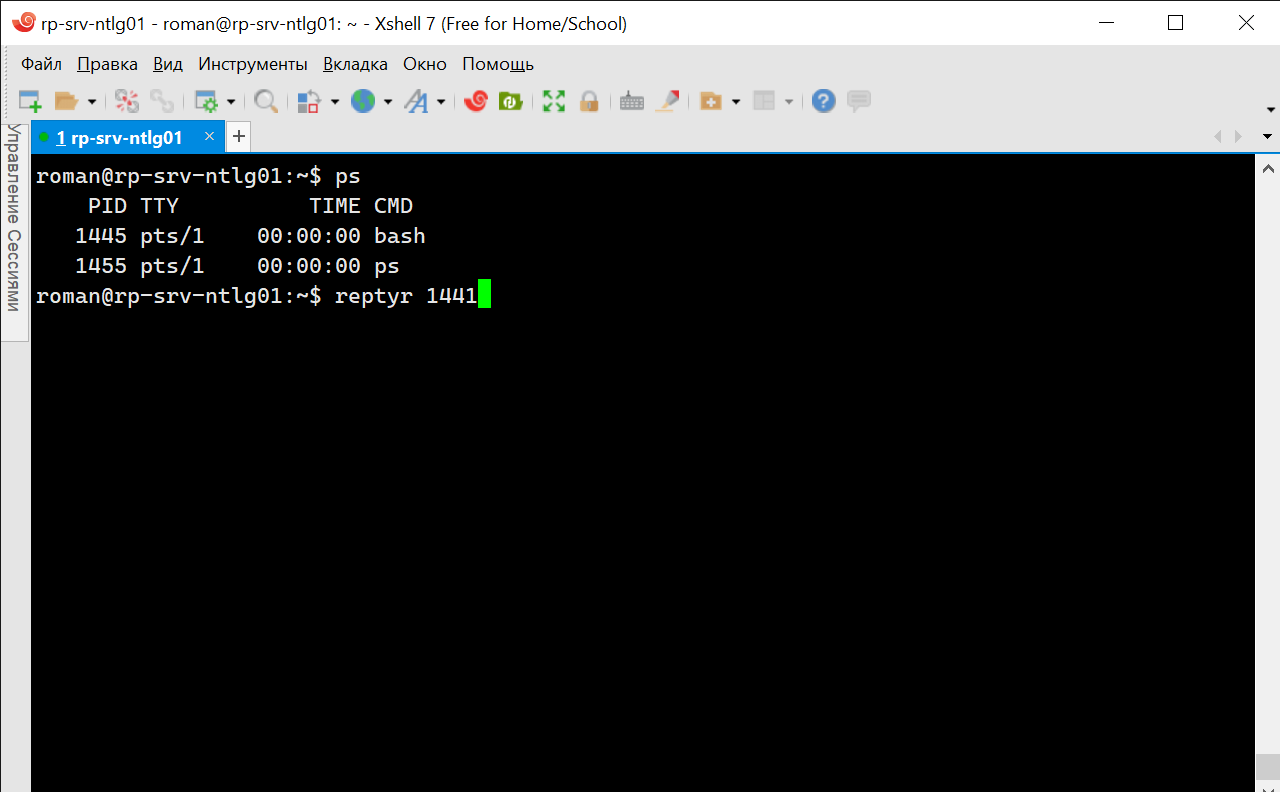 rp-srv-ntlg01 - roman@rp-srv-ntlg01: ~ - Xshell 7 (Free for Home/School)
Файл Правка Вид Инструменты Вкладка Окно Помощь
1 rp-srv-ntlg01 × +
Управление Сессиями
roman@rp-srv-ntlg01:~$ ps
    PID TTY          TIME CMD
   1445 pts/1    00:00:00 bash
   1455 pts/1    00:00:00 ps
roman@rp-srv-ntlg01:~$ reptyr 1441